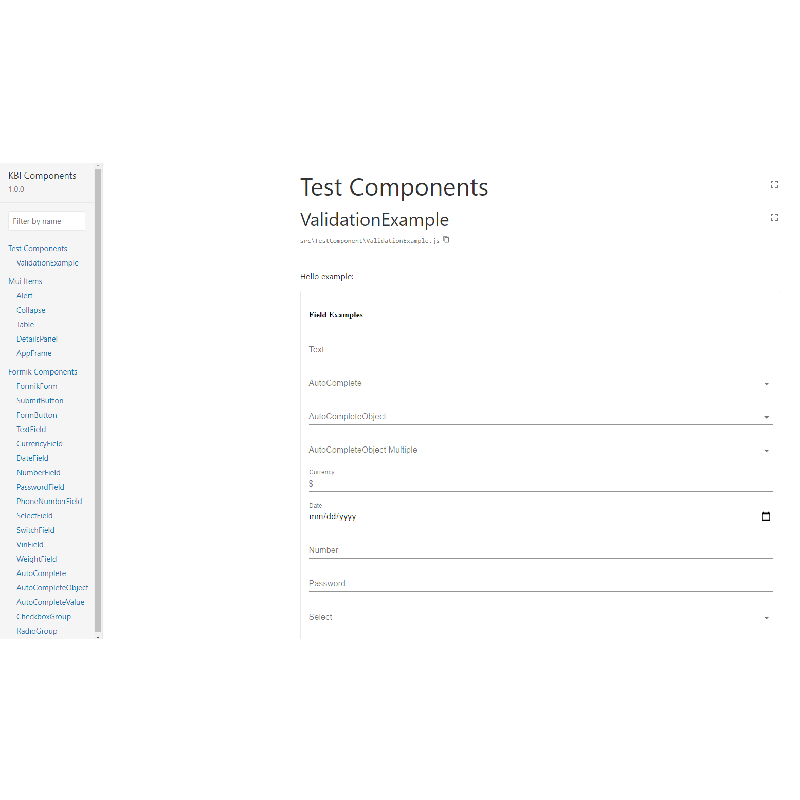 KBI Components
1.0.0
Filter by name
Test Components
ValidationExample
Mui Items
Alert
Collapse
Table
DetailsPanel
AppFrame
Formik Components
FormikForm
SubmitButton
FormButton
TextField
CurrencyField
DateField
NumberField
PasswordField
PhoneNumberField
SelectField
SwitchField
VinField
WeightField
AutoComplete
AutoCompleteObject
AutoCompleteValue
CheckboxGroup
RadioGroup
Test Components
ValidationExample
src\TestComponent\ValidationExample.js
Hello example:
Field Examples
Text
AutoComplete
AutoCompleteObject
AutoCompleteObject Multiple
Currency
$
Date
mm/dd/yyyy
Number
Password
Select